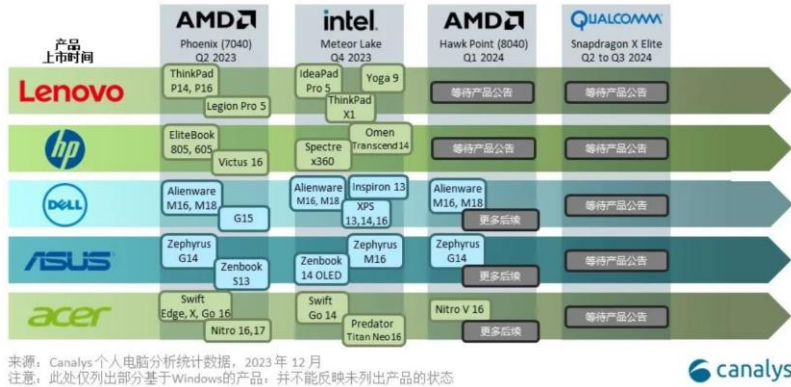 AMD
intel.
AMD
QUALCOMM
产品
上市时间
Phoenix (7040)
Q2 2023
Meteor Lake
Q4 2023
Hawk Point (8040)
Q1 2024
Snapdragon X Elite
Q2 to Q3 2024
Lenovo
ThinkPad
P14, P16
Legion Pro 5
IdeaPad
Pro 5
Yoga 9
ThinkPad
X1
等待产品公告
等待产品公告
hp
EliteBook
805, 605
Victus 16
Spectre
x360
Omen
Transcend 14
等待产品公告
等待产品公告
DELL
Alienware
M16, M18
G15
Alienware
M16, M18
Inspiron 13
XPS
13,14,16
Alienware
M16, M18
更多后续
等待产品公告
ASUS
Zephyrus
G14
Zenbook
S13
Zenbook
14 OLED
Zephyrus
M16
Zephyrus
G14
更多后续
等待产品公告
acer
Swift
Edge, X, Go 16
Nitro 16,17
Swift
Go 14
Predator
Titan Neo 16
Nitro V 16
更多后续
等待产品公告
来源：Canalys 个人电脑分析统计数据，2023 年 12 月
注意：此处仅列出部分基于Windows的产品，并不能反映未列出产品的状态
canalys